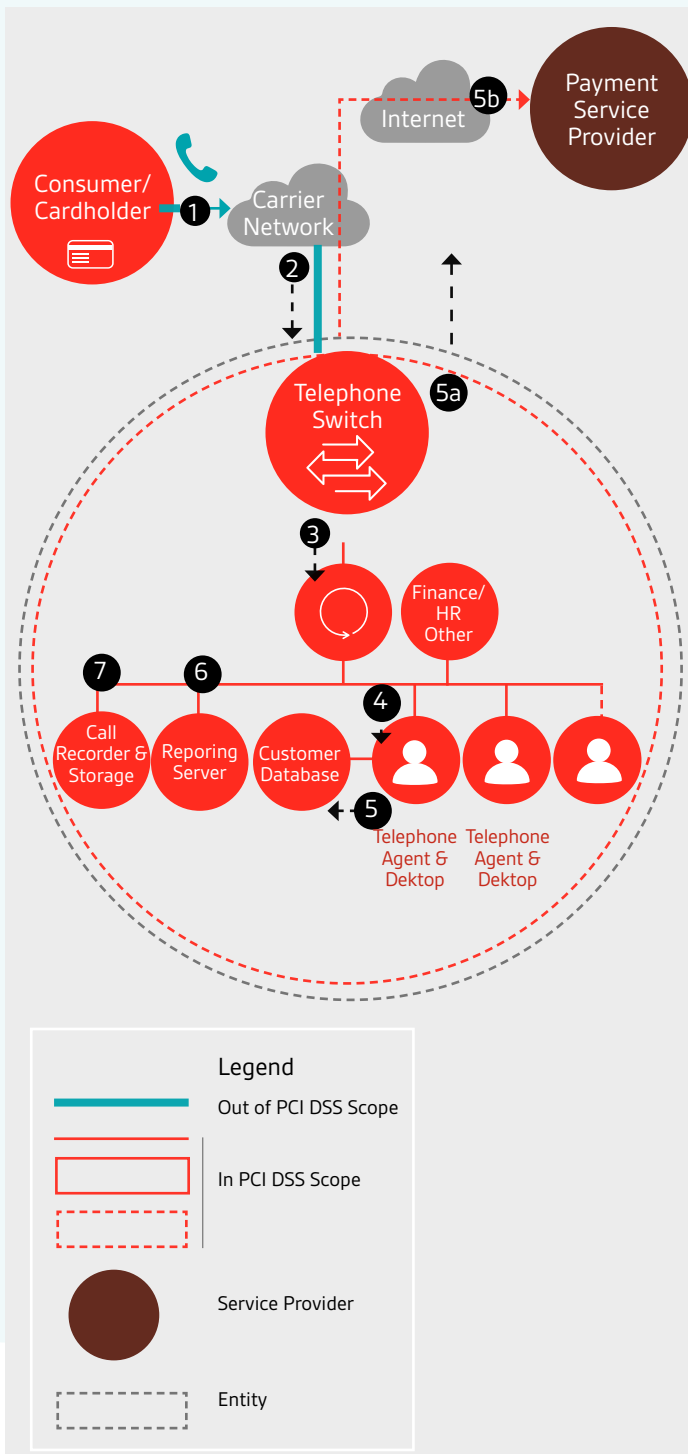 5b
Internet
Payment
Service
Provider
Consumer/
Cardholder
1
Carrier
Network
2
5a
Telephone
Switch
3
Finance/
HR
Other
7
6
4
Call
Recorder &
Storage
Reporing
Server
Customer
Database
5
Telephone
Agent &
Dektop
Telephone
Agent &
Dektop
Legend
Out of PCI DSS Scope
In PCI DSS Scope
Service Provider
Entity